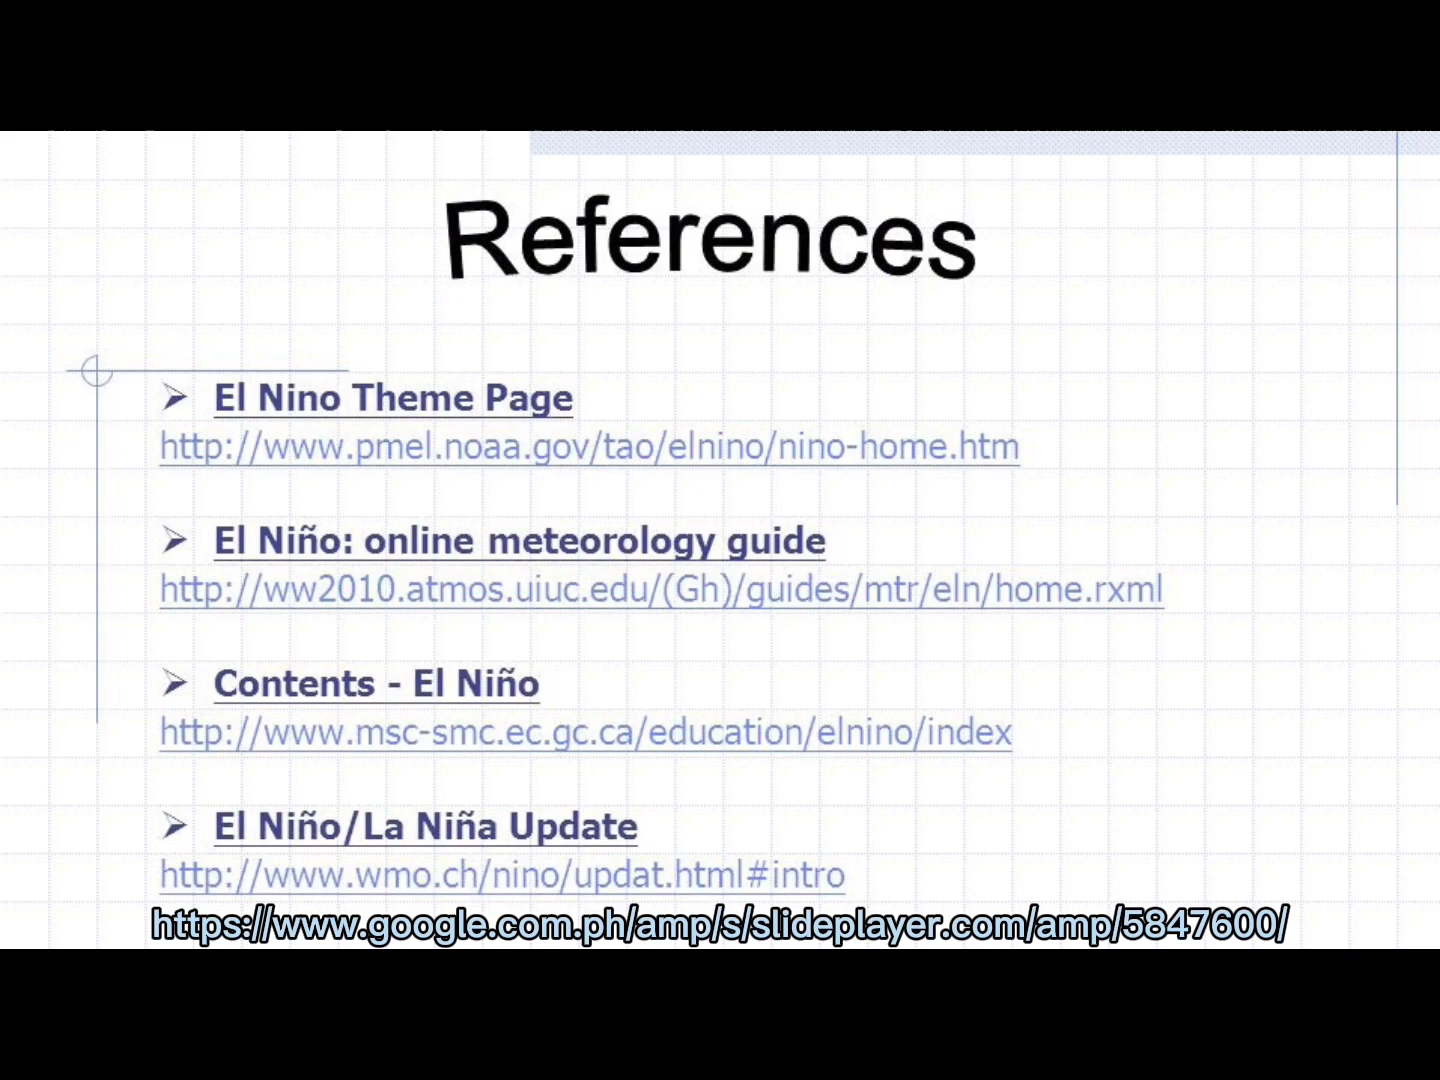 References
➢ El Nino Theme Page
http://www.pmel.noaa.gov/tao/elnino/nino-home.htm
➢ El Niño: online meteorology guide
http://ww2010.atmos.uiuc.edu/(Gh)/guides/mtr/eln/home.rxml
➢ Contents - El Niño
http://www.msc-smc.ec.gc.ca/education/elnino/index
➢ El Niño/La Niña Update
http://www.wmo.ch/nino/updat.html#intro
https://www.google.com.ph/amp/s/slideplayer.com/amp/5847600/